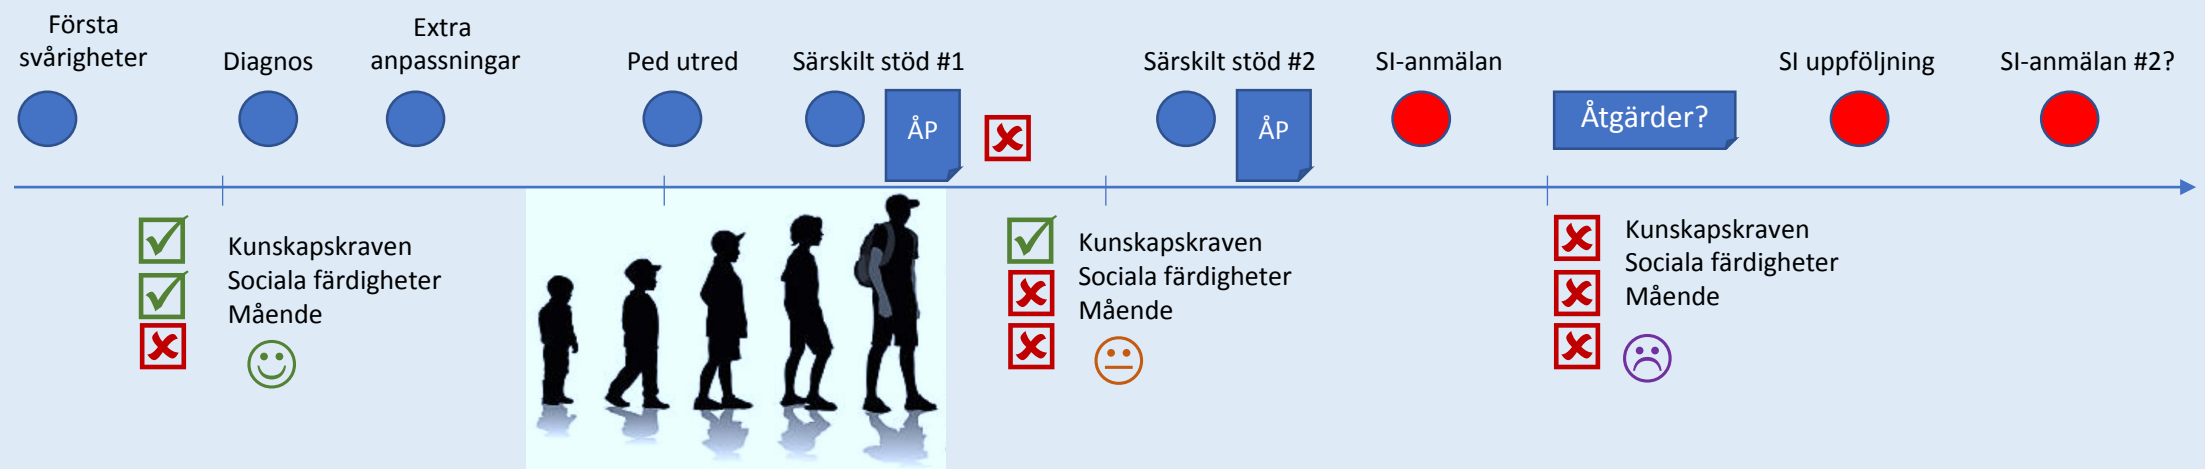 Första
svårigheter
Diagnos
Extra
anpassningar
Ped utred
Särskilt stöd #1
Särskilt stöd #2
SI-anmälan
SI uppföljning
SI-anmälan #2?
ÅP
ÅP
Åtgärder?
Kunskapskraven
Sociala färdigheter
Mående
Kunskapskraven
Sociala färdigheter
Mående
Kunskapskraven
Sociala färdigheter
Mående